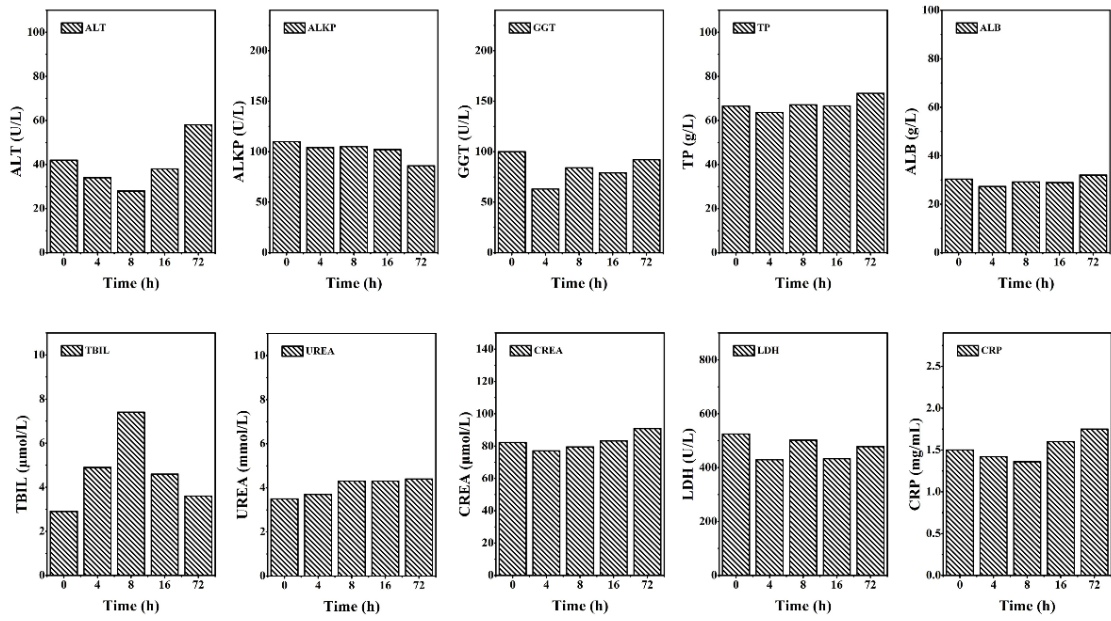 ALT
ALT (U/L)
100
80
60
40
20
0
0 4 8 16 72
Time (h)
ALKP
ALKP (U/L)
200
150
100
50
0
0 4 8 16 72
Time (h)
GGT
GGT (U/L)
200
150
100
50
0
0 4 8 16 72
Time (h)
TP
TP (g/L)
100
80
60
40
20
0
0 4 8 16 72
Time (h)
ALB
ALB (g/L)
100
80
60
40
20
0
0 4 8 16 72
Time (h)
TBIL
TBIL (μmol/L)
10
8
6
4
2
0
0 4 8 16 72
Time (h)
UREA
UREA (mmol/L)
10
8
6
4
2
0
0 4 8 16 72
Time (h)
CREA
CREA (μmol/L)
140
120
100
80
60
40
20
0
0 4 8 16 72
Time (h)
LDH
LDH (U/L)
800
600
400
200
0
0 4 8 16 72
Time (h)
CRP
CRP (mg/mL)
2.5
2.0
1.5
1.0
0.5
0.0
0 4 8 16 72
Time (h)